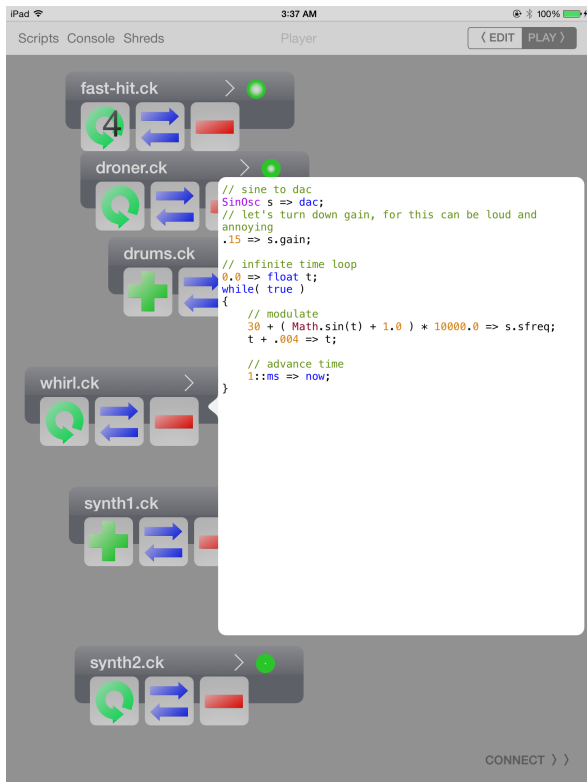 iPad 3:37 AM 100%
Scripts Console Shreds Player EDIT PLAY
fast-hit.ck
4
droner.ck
drums.ck
whirl.ck
synth1.ck
synth2.ck
// sine to dac
SinOsc s => dac;
// let's turn down gain, for this can be loud and
annoying
.15 => s.gain;
// infinite time loop
0.0 => float t;
while( true )
{
// modulate
30 + ( Math.sin(t) + 1.0 ) * 10000.0 => s.sfreq;
t + .004 => t;
// advance time
1::ms => now;
}
CONNECT